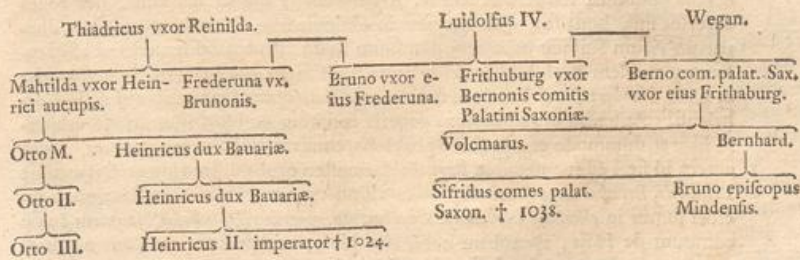 Thiadricus vxor Reinilda.
Luidolfus IV.
Wegan.
Mahtilda vxor Hein-
rici aucupis.
Frederuna vx.
Brunonis.
Bruno vxor e-
ius Frederuna.
Frithuburg vxor
Bernonis comitis
Palatini Saxoniæ.
Berno com. palat. Sax.
vxor eius Frithaburg.
Otto M.
Heinricus dux Bauariæ.
Volcmarus.
Bernhard.
Otto II.
Heinricus dux Bauariæ.
Sifridus comes palat.
Saxon. † 1038.
Bruno epiſcopus
Mindenſis.
Otto III.
Heinricus II. imperator † 1024.